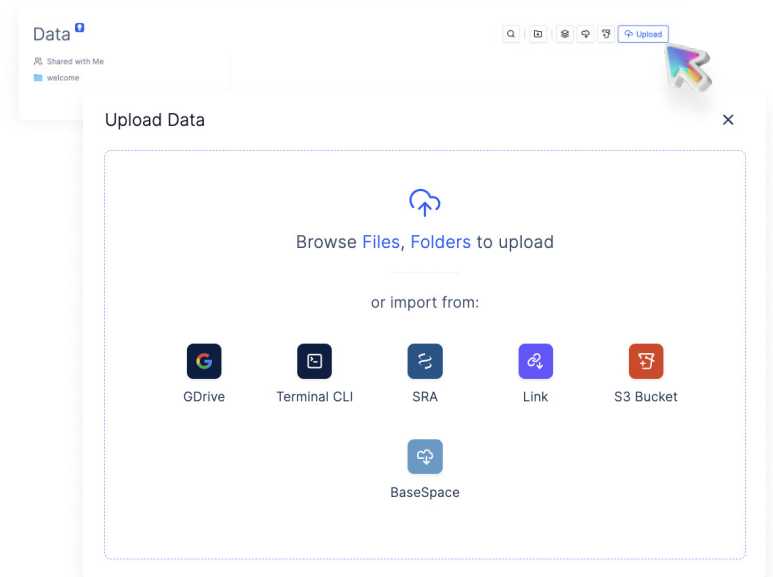 Data
Upload
Shared with Me
welcome
Upload Data
Browse Files, Folders to upload
or import from:
GDrive
Terminal CLI
SRA
Link
S3 Bucket
BaseSpace